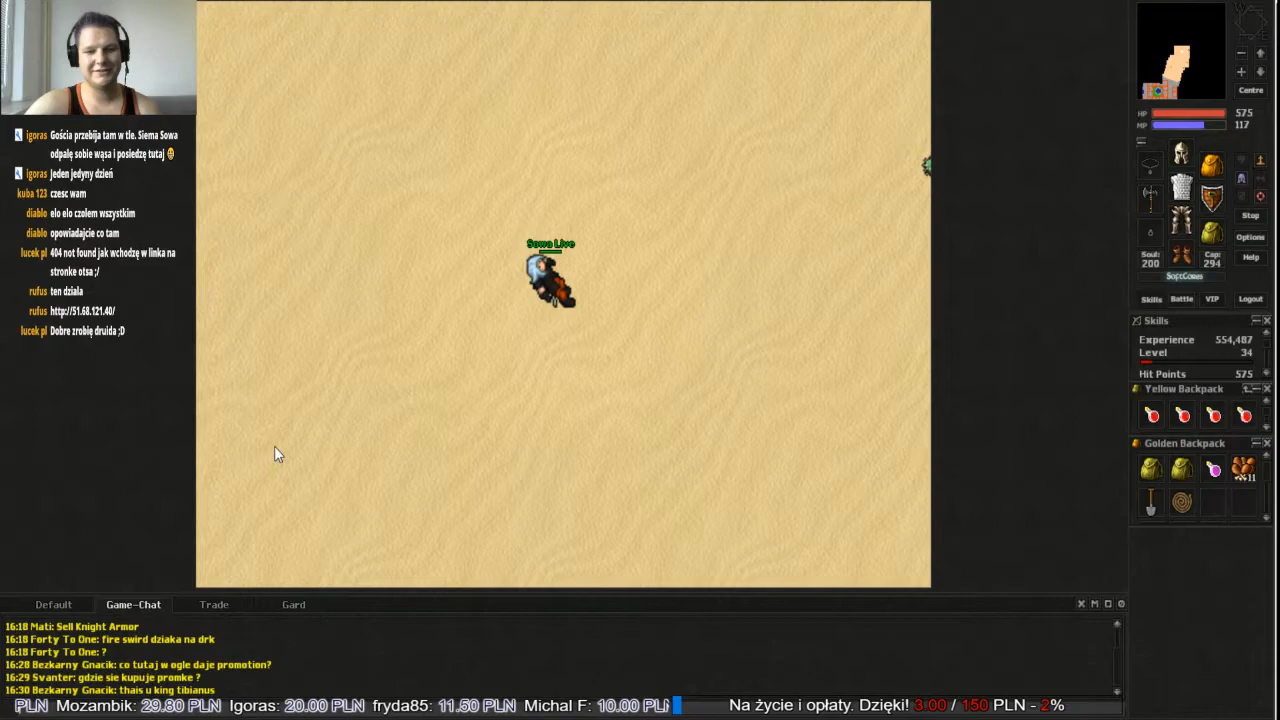 igoras Gościa przebija tam w tle. Siema Sowa
odpalę sobie wąsa i posiedzę tutaj
igoras Jeden jedyny dzień
kuba 123 czesc wam
diablo elo elo czolem wszystkim
diablo opowiadajcie co tam
lucek pl 404 not found jak wchodzę w linka na
stronke otsa ;/
rufus ten dziala
rufus http://51.68.121.40/
lucek pl Dobre zrobię druida ;D
Sowa Live
Centre
HP 575
MP 117
Stop
Options
Help
Soul:
200
Cap:
294
SoftCores
Skills Battle VIP Logout
Skills
Experience 554,487
Level 34
Hit Points 575
Yellow Backpack
Golden Backpack
11
Default Game-Chat Trade Gard
16:18 Mati: Sell Knight Armor
16:18 Forty To One: fire swird dziaka na drk
16:18 Forty To One: ?
16:28 Bezkarny Gnacik: co tutaj w ogle daje promotion?
16:29 Svanter: gdzie sie kupuje promke ?
16:30 Bezkarny Gnacik: thais u king tibianus
PLN Mozambik: 29.80 PLN Igoras: 20.00 PLN fryda85: 11.50 PLN Michal F: 10.00 PLN
Na życie i opłaty. Dzięki! 3.00 / 150 PLN - 2%